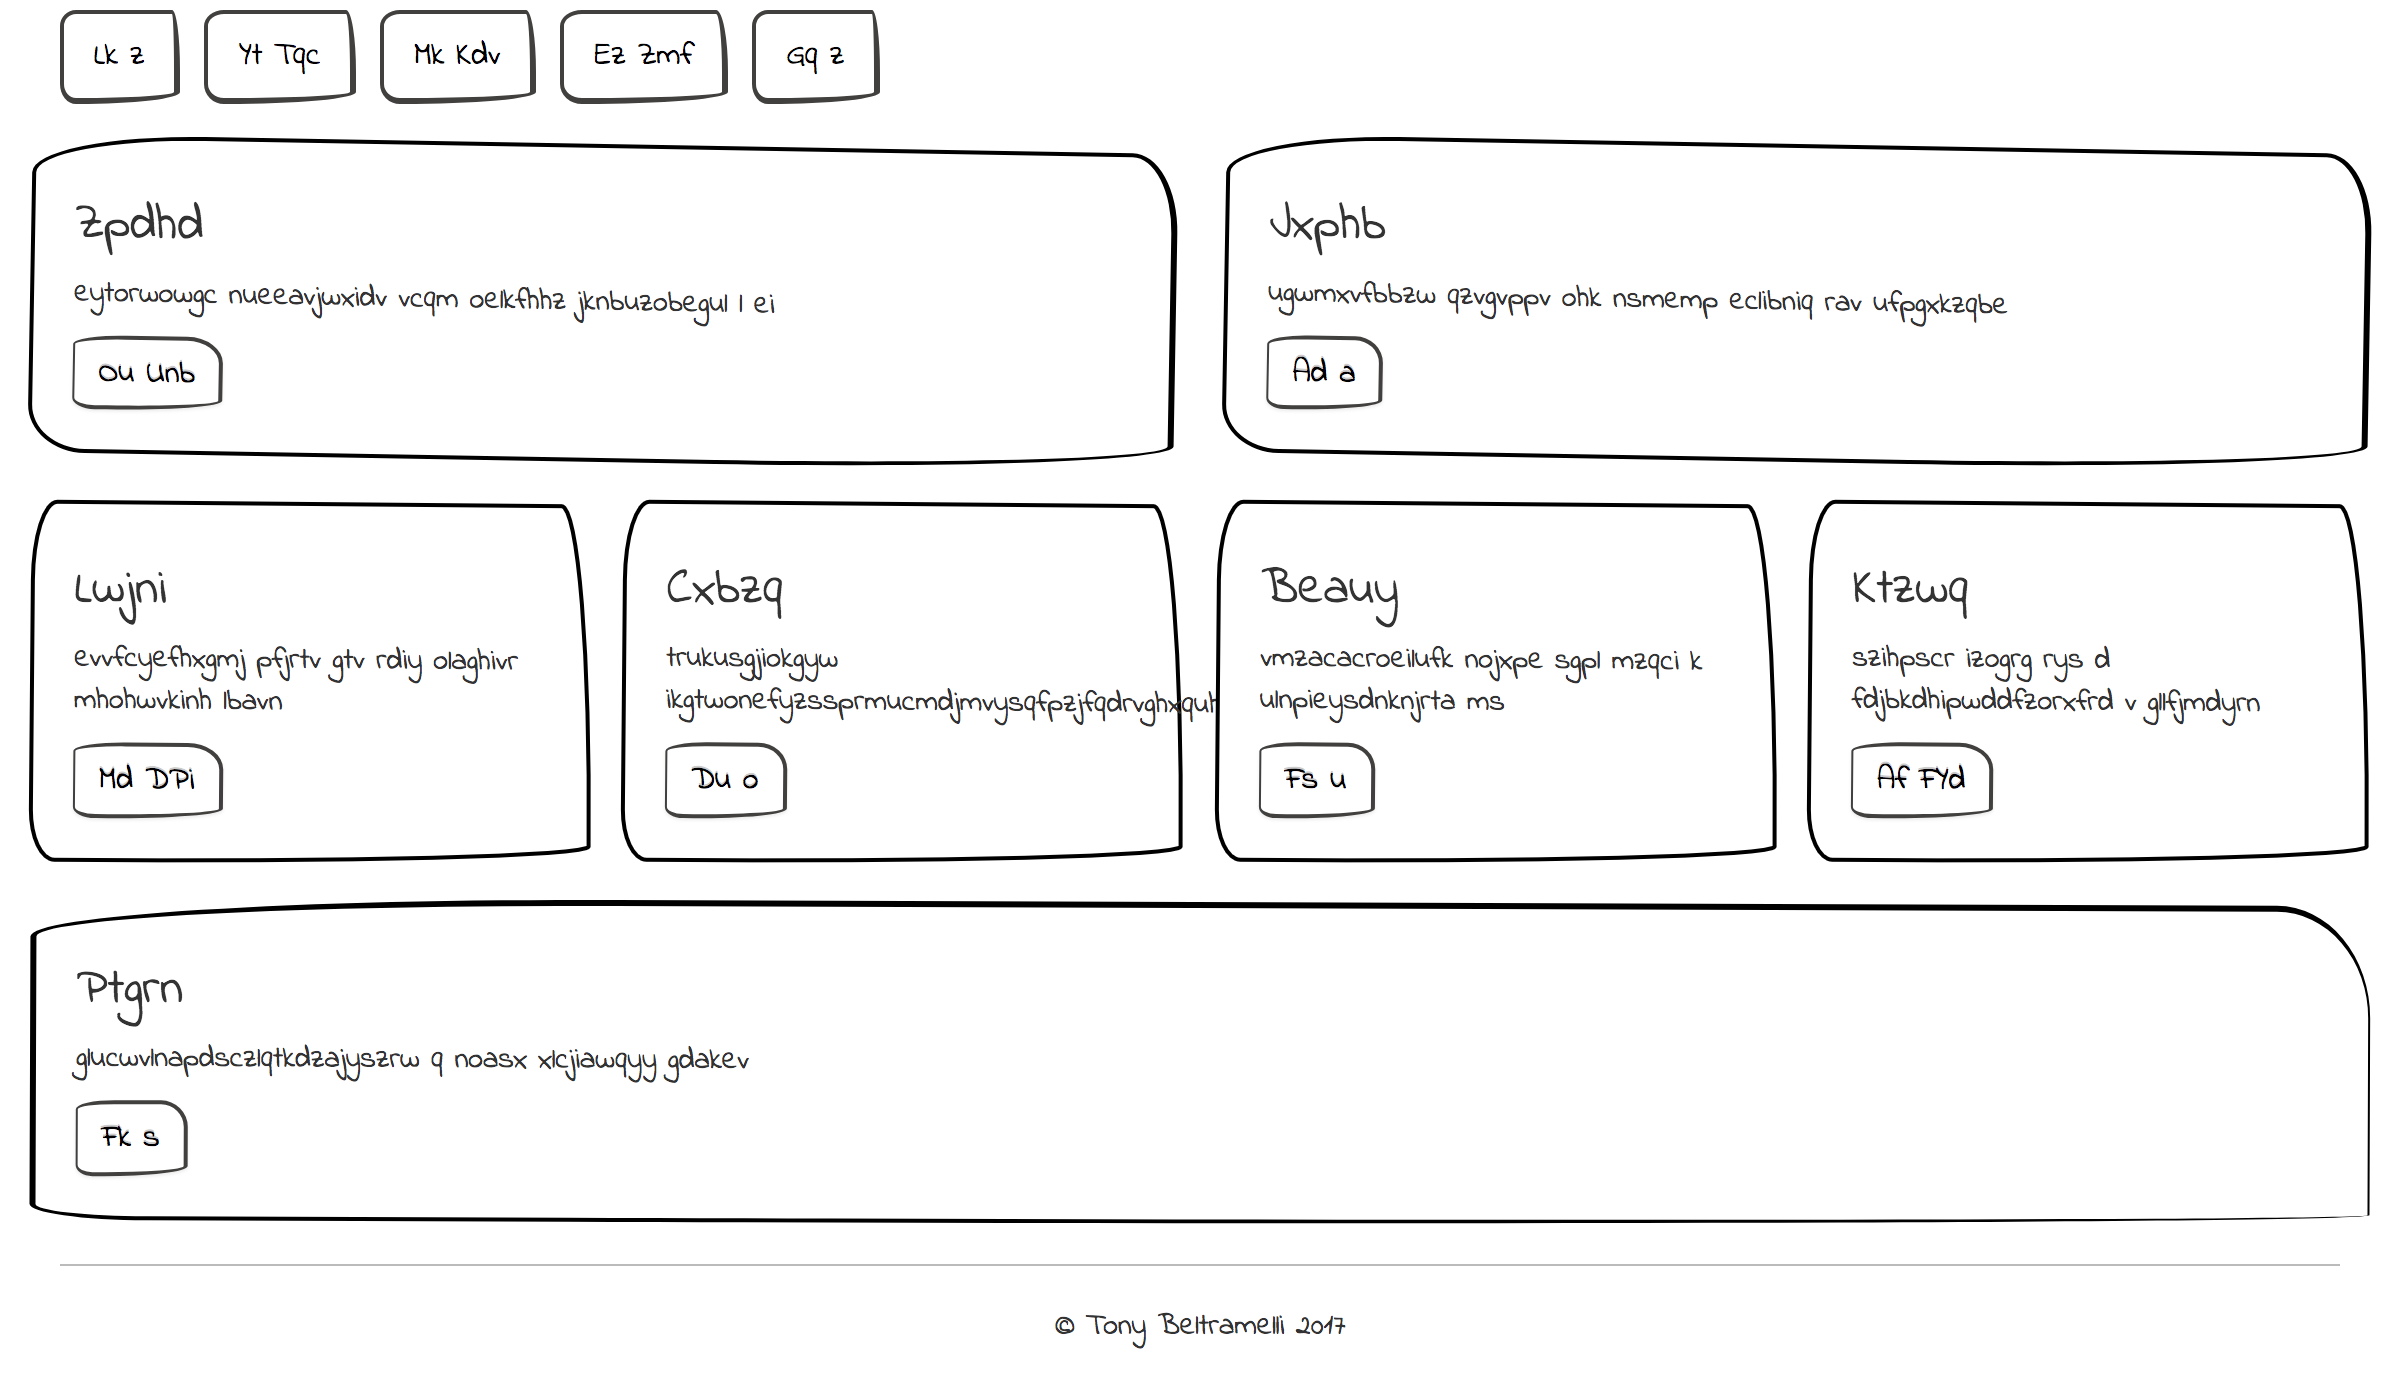 Lk z
Yt Tqc
Mk Kdv
Ez Zmf
Gq z
Zpdhd
eytorwowgc nueeavjwxidv vcqm oelkfhhz jknbuzobegul l ei
Ou Unb
Jxphb
ugwmxvfbbzw qzvgvppv ohk nsmemp eclibniq rav ufpgxkzqbe
Ad a
Lwjni
evvfcyefhxgmj pfjrtv gtv rdiy olaghivr
mhohwvkinh lbavn
Md DPi
Cxbzq
trukusgjjiokgyw
Du o
Beauy
vmzacacroeilufk nojxpe sgpl mzqci k
ulnpieysdnknjrta ms
Fs u
Ktzwq
szihpscr izogrg rys d
fdjbkdhipwddfzorxfrd v gllfjmdyrn
Af FYd
Ptgrn
glucwvlnapdsczlqtkdzajyszrw q noasx xlcjiawqyy gdakev
Fk s
© Tony Beltramelli 2017